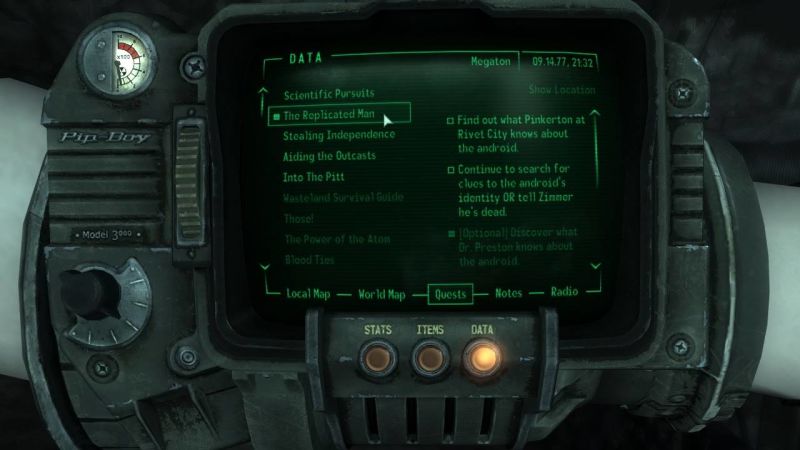 x100
DATA
Megaton
09.14.77, 21:32
Show Location
Scientific Pursuits
The Replicated Man
Stealing Independence
Aiding the Outcasts
Into The Pitt
Wasteland Survival Guide
Those!
The Power of the Atom
Blood Ties
Find out what Pinkerton at
Rivet City knows about
the android.
Continue to search for
clues to the android's
identity OR tell Zimmer
he's dead.
[Optional] Discover what
Dr. Preston knows about
the android.
Local Map
World Map
Quests
Notes
Radio
Pip-Boy
Model 3000
STATS
ITEMS
DATA